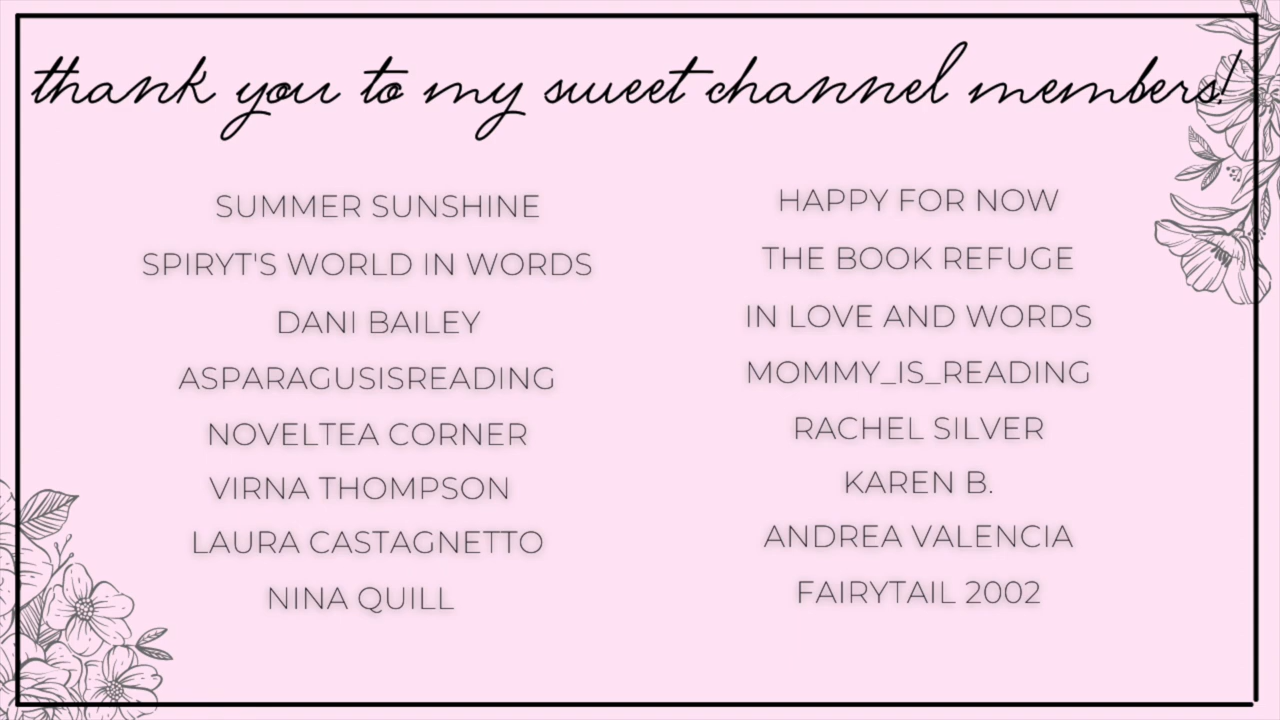 thank you to my sweet channel members!
SUMMER SUNSHINE
SPIRYT'S WORLD IN WORDS
DANI BAILEY
ASPARAGUSISREADING
NOVELTEA CORNER
VIRNA THOMPSON
LAURA CASTAGNETTO
NINA QUILL
HAPPY FOR NOW
THE BOOK REFUGE
IN LOVE AND WORDS
MOMMY_IS_READING
RACHEL SILVER
KAREN B.
ANDREA VALENCIA
FAIRYTAIL 2002